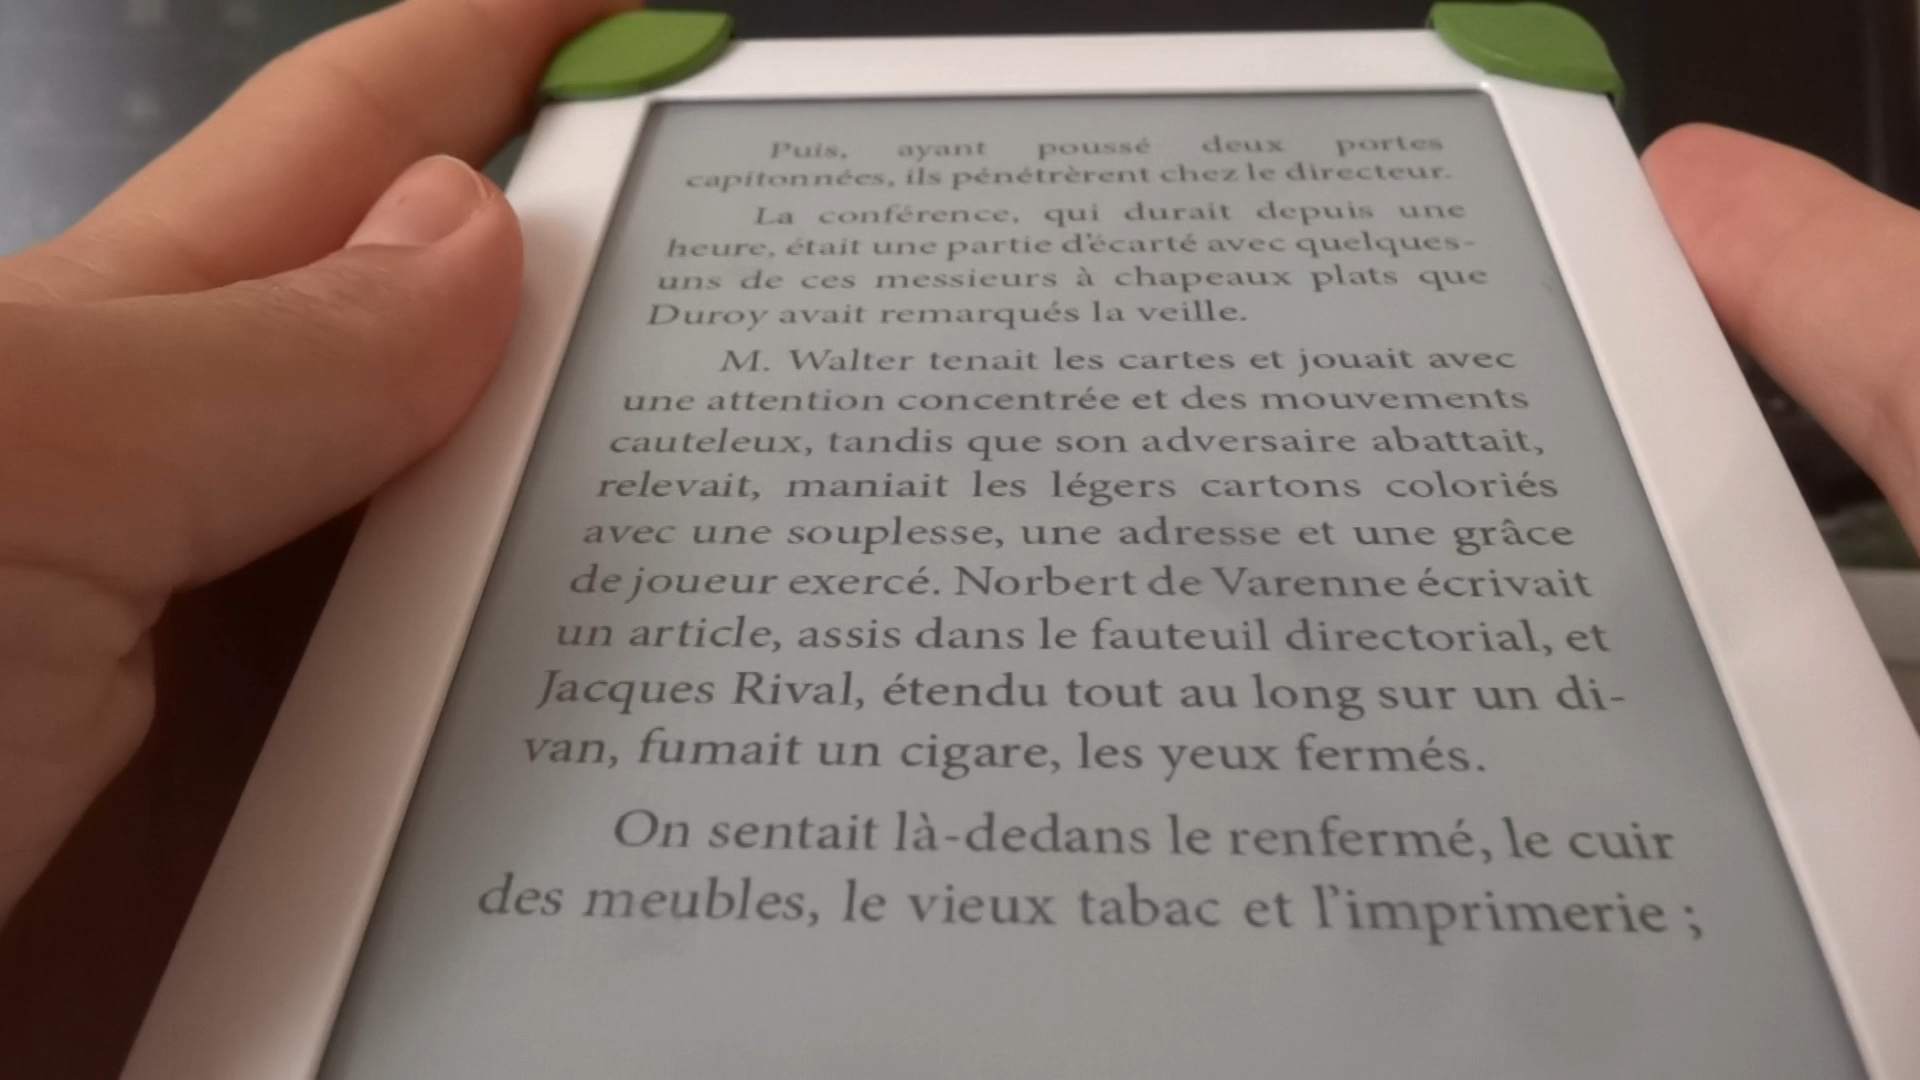 Puis, ayant poussé deux portes
capitonnées, ils pénétrèrent chez le directeur.
La conférence, qui durait depuis une
heure, était une partie d'écarté avec quelques-
uns de ces messieurs à chapeaux plats que
Duroy avait remarqués la veille.
M. Walter tenait les cartes et jouait avec
une attention concentrée et des mouvements
cauteleux, tandis que son adversaire abattait,
relevait, maniait les légers cartons coloriés
avec une souplesse, une adresse et une grâce
de joueur exercé. Norbert de Varenne écrivait
un article, assis dans le fauteuil directorial, et
Jacques Rival, étendu tout au long sur un di-
van, fumait un cigare, les yeux fermés.
On sentait là-dedans le renfermé, le cuir
des meubles, le vieux tabac et l'imprimerie ;